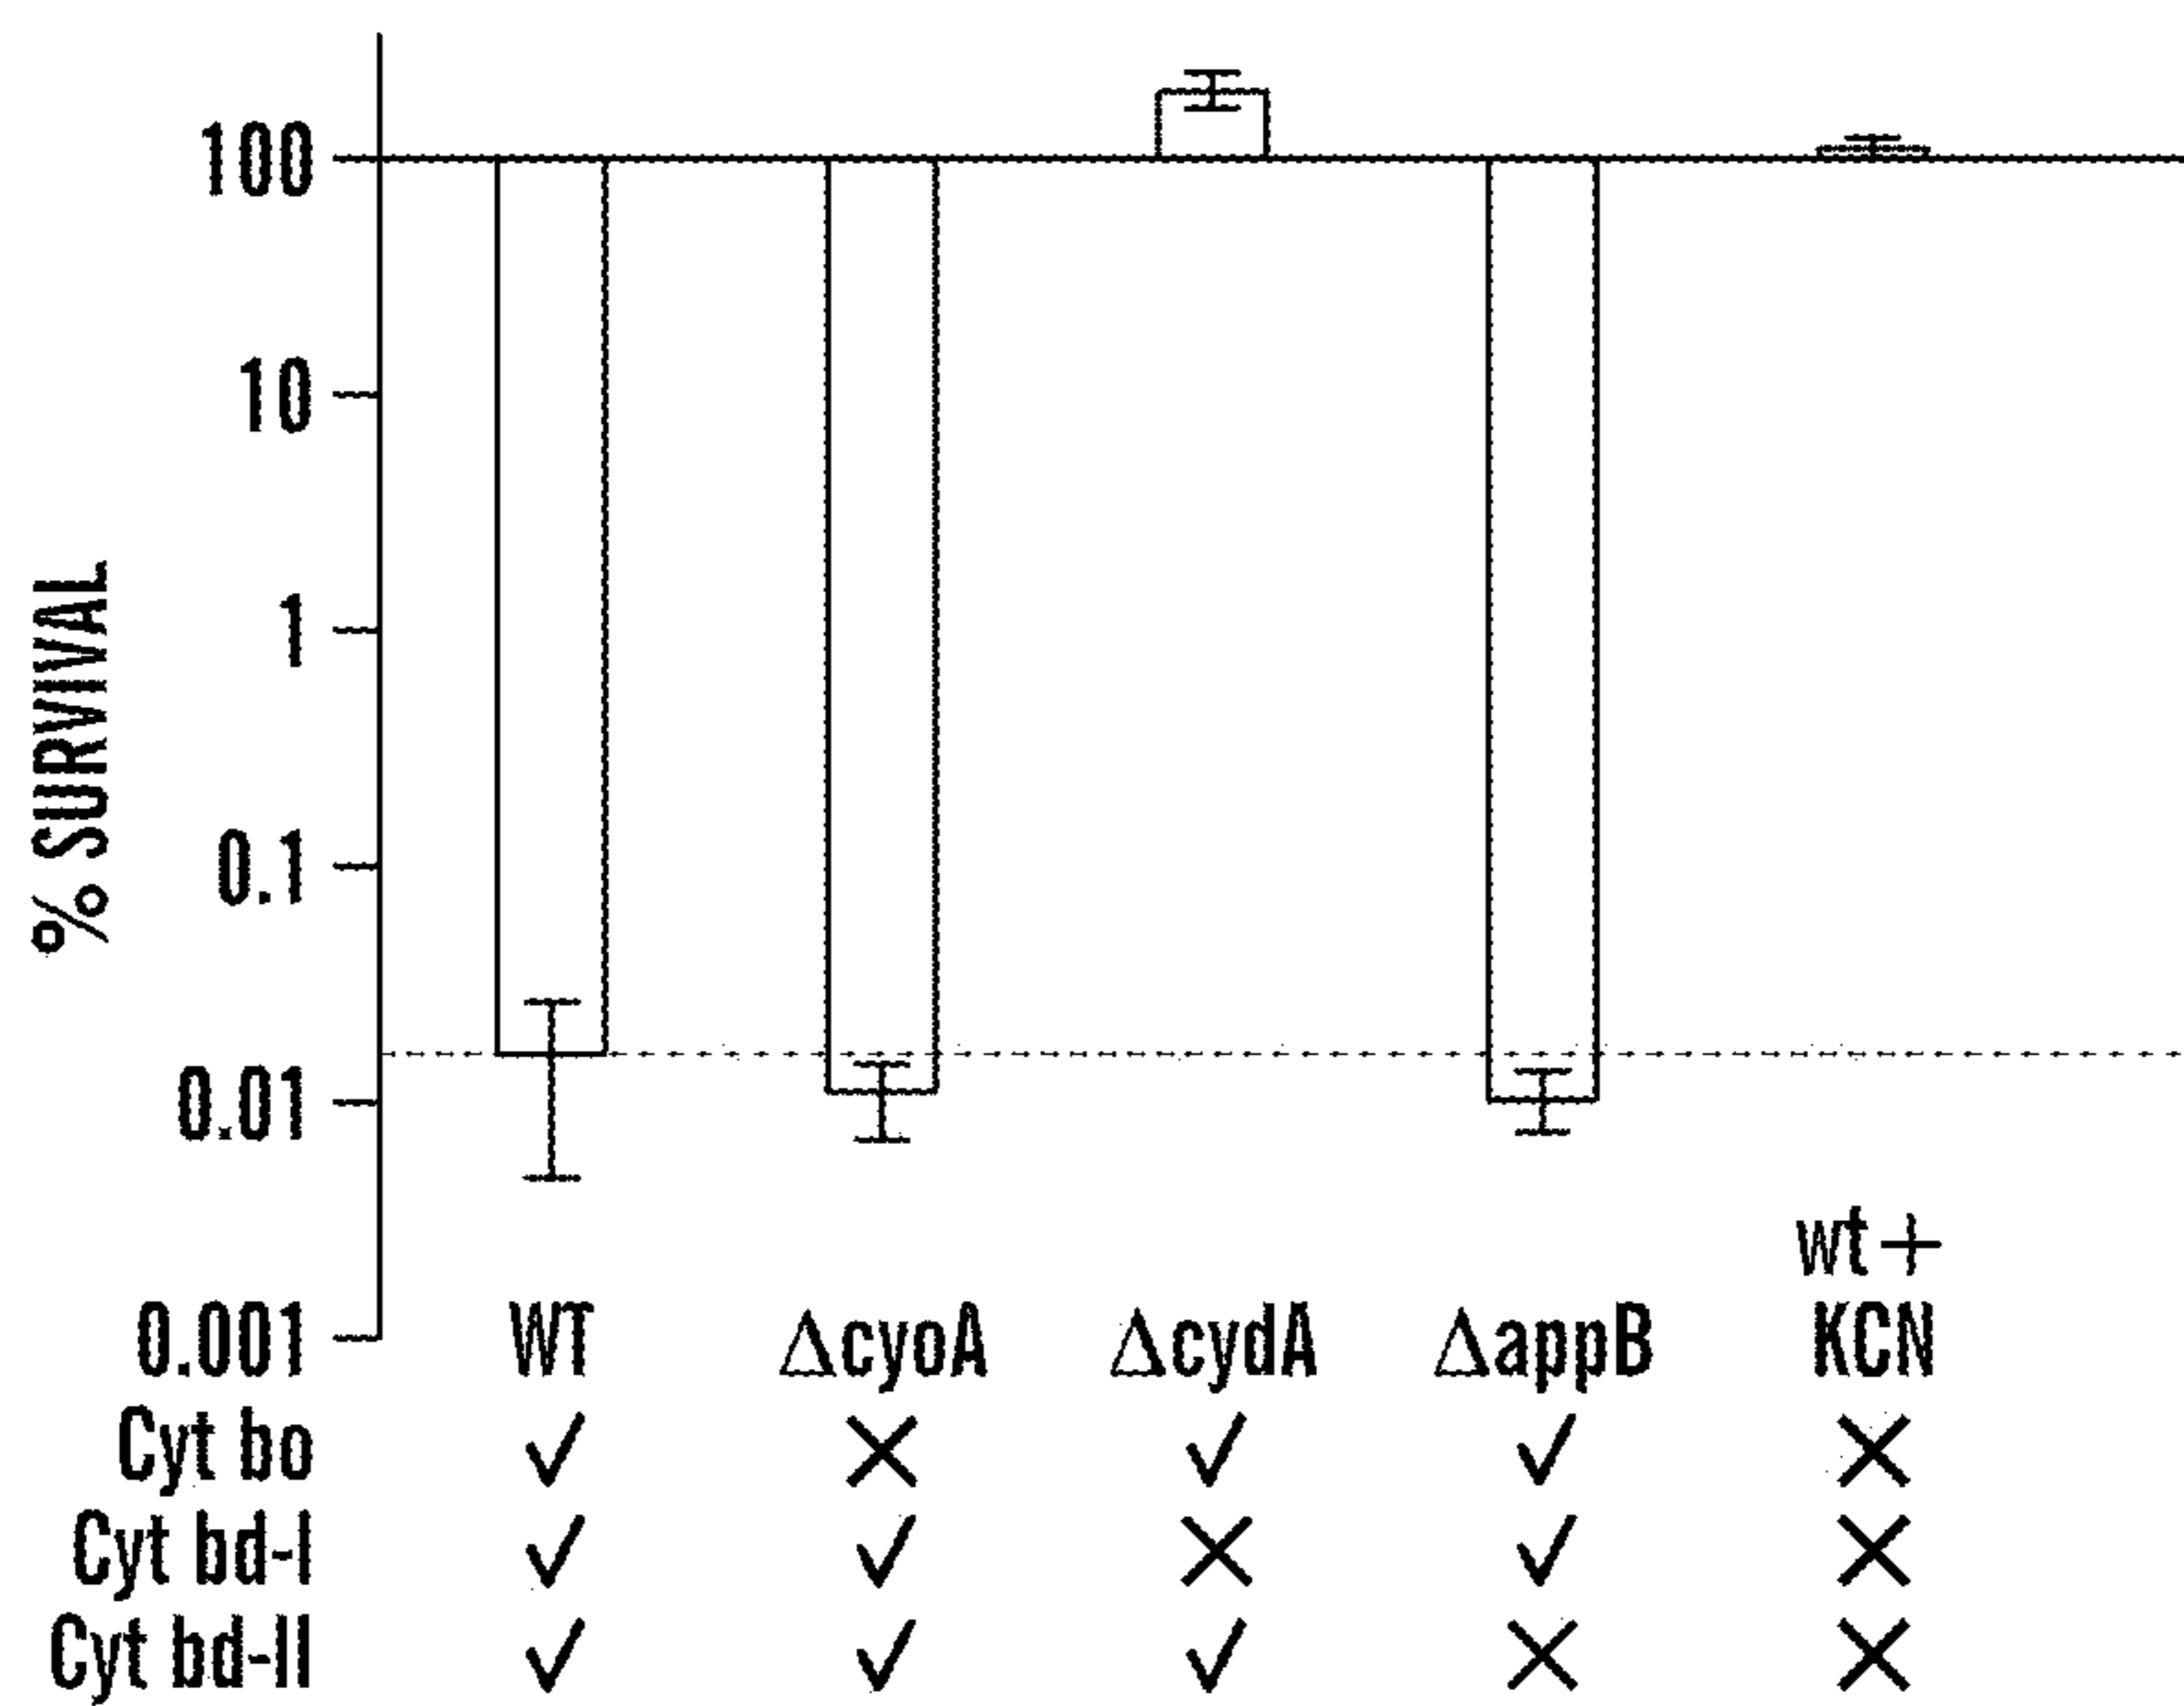 % SURVIVAL
100
10
1
0.1
0.01
0.001
wt+
WT ΔcyoA ΔcydA ΔappB KCN
Cyt bo ✓ × ✓ ✓ ×
Cyt bd-I ✓ ✓ × ✓ ×
Cyt bd-II ✓ ✓ ✓ × ×